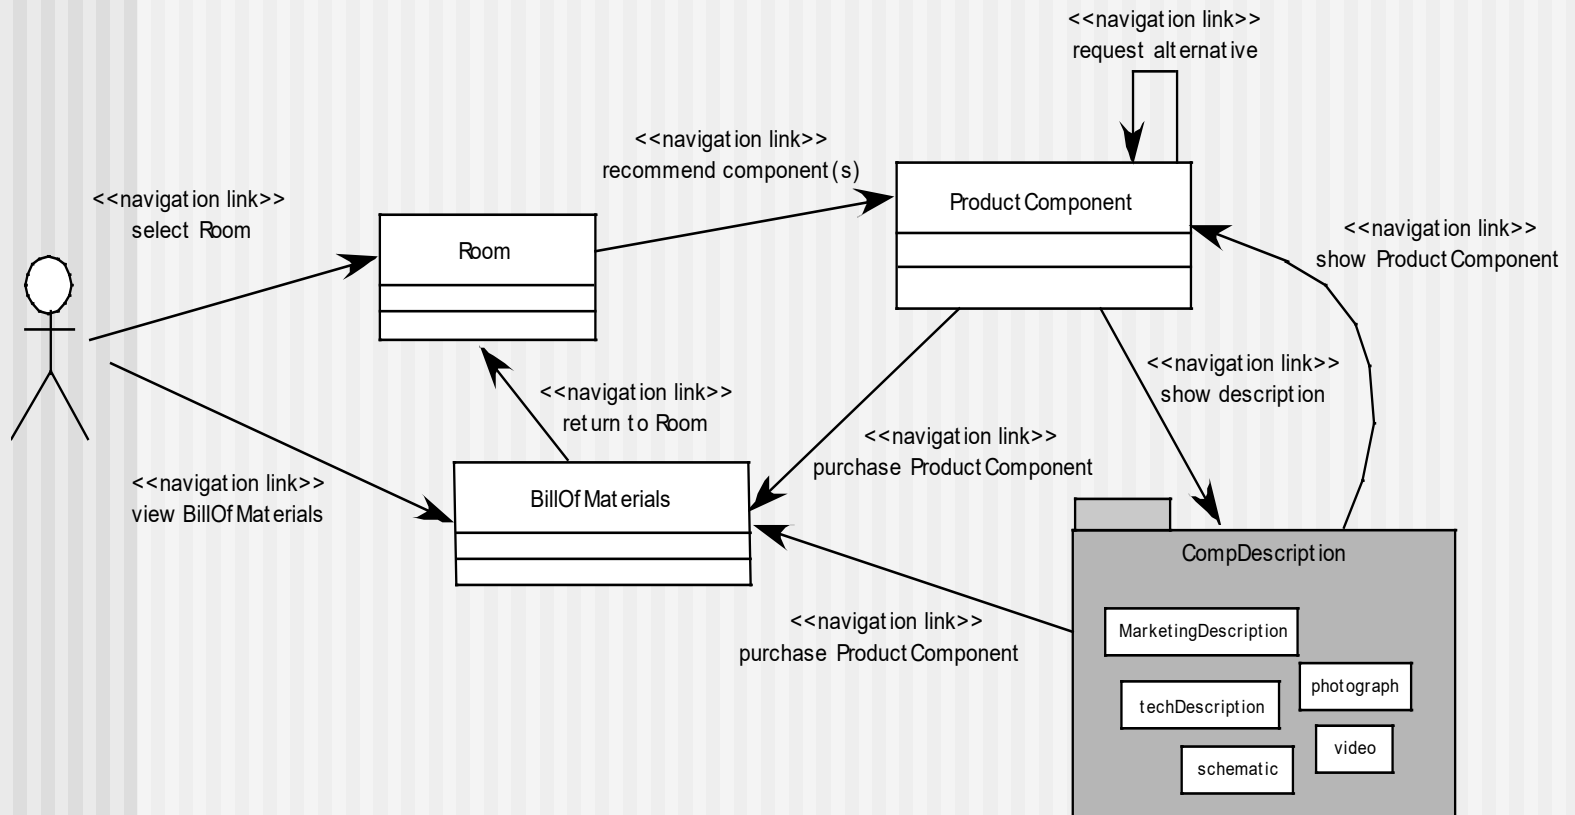 <<navigation link>>
request alternative
<<navigation link>>
recommend component(s)
<<navigation link>>
select Room
Room
Product Component
<<navigation link>>
show Product Component
<<navigation link>>
show description
<<navigation link>>
return to Room
<<navigation link>>
purchase Product Component
<<navigation link>>
view BillOfMaterials
BillOfMaterials
<<navigation link>>
purchase Product Component
CompDescription
MarketingDescription
photograph
techDescription
video
schematic